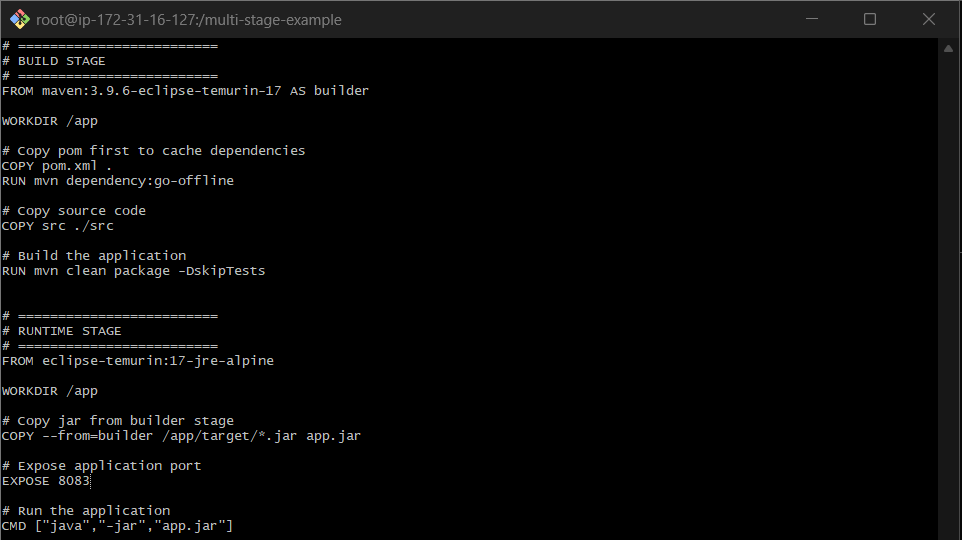 root@ip-172-31-16-127:/multi-stage-example
# =========================
# BUILD STAGE
# =========================
FROM maven:3.9.6-eclipse-temurin-17 AS builder
WORKDIR /app
# Copy pom first to cache dependencies
COPY pom.xml .
RUN mvn dependency:go-offline
# Copy source code
COPY src ./src
# Build the application
RUN mvn clean package -DskipTests
# =========================
# RUNTIME STAGE
# =========================
FROM eclipse-temurin:17-jre-alpine
WORKDIR /app
# Copy jar from builder stage
COPY --from=builder /app/target/*.jar app.jar
# Expose application port
EXPOSE 8083
# Run the application
CMD ["java","-jar","app.jar"]